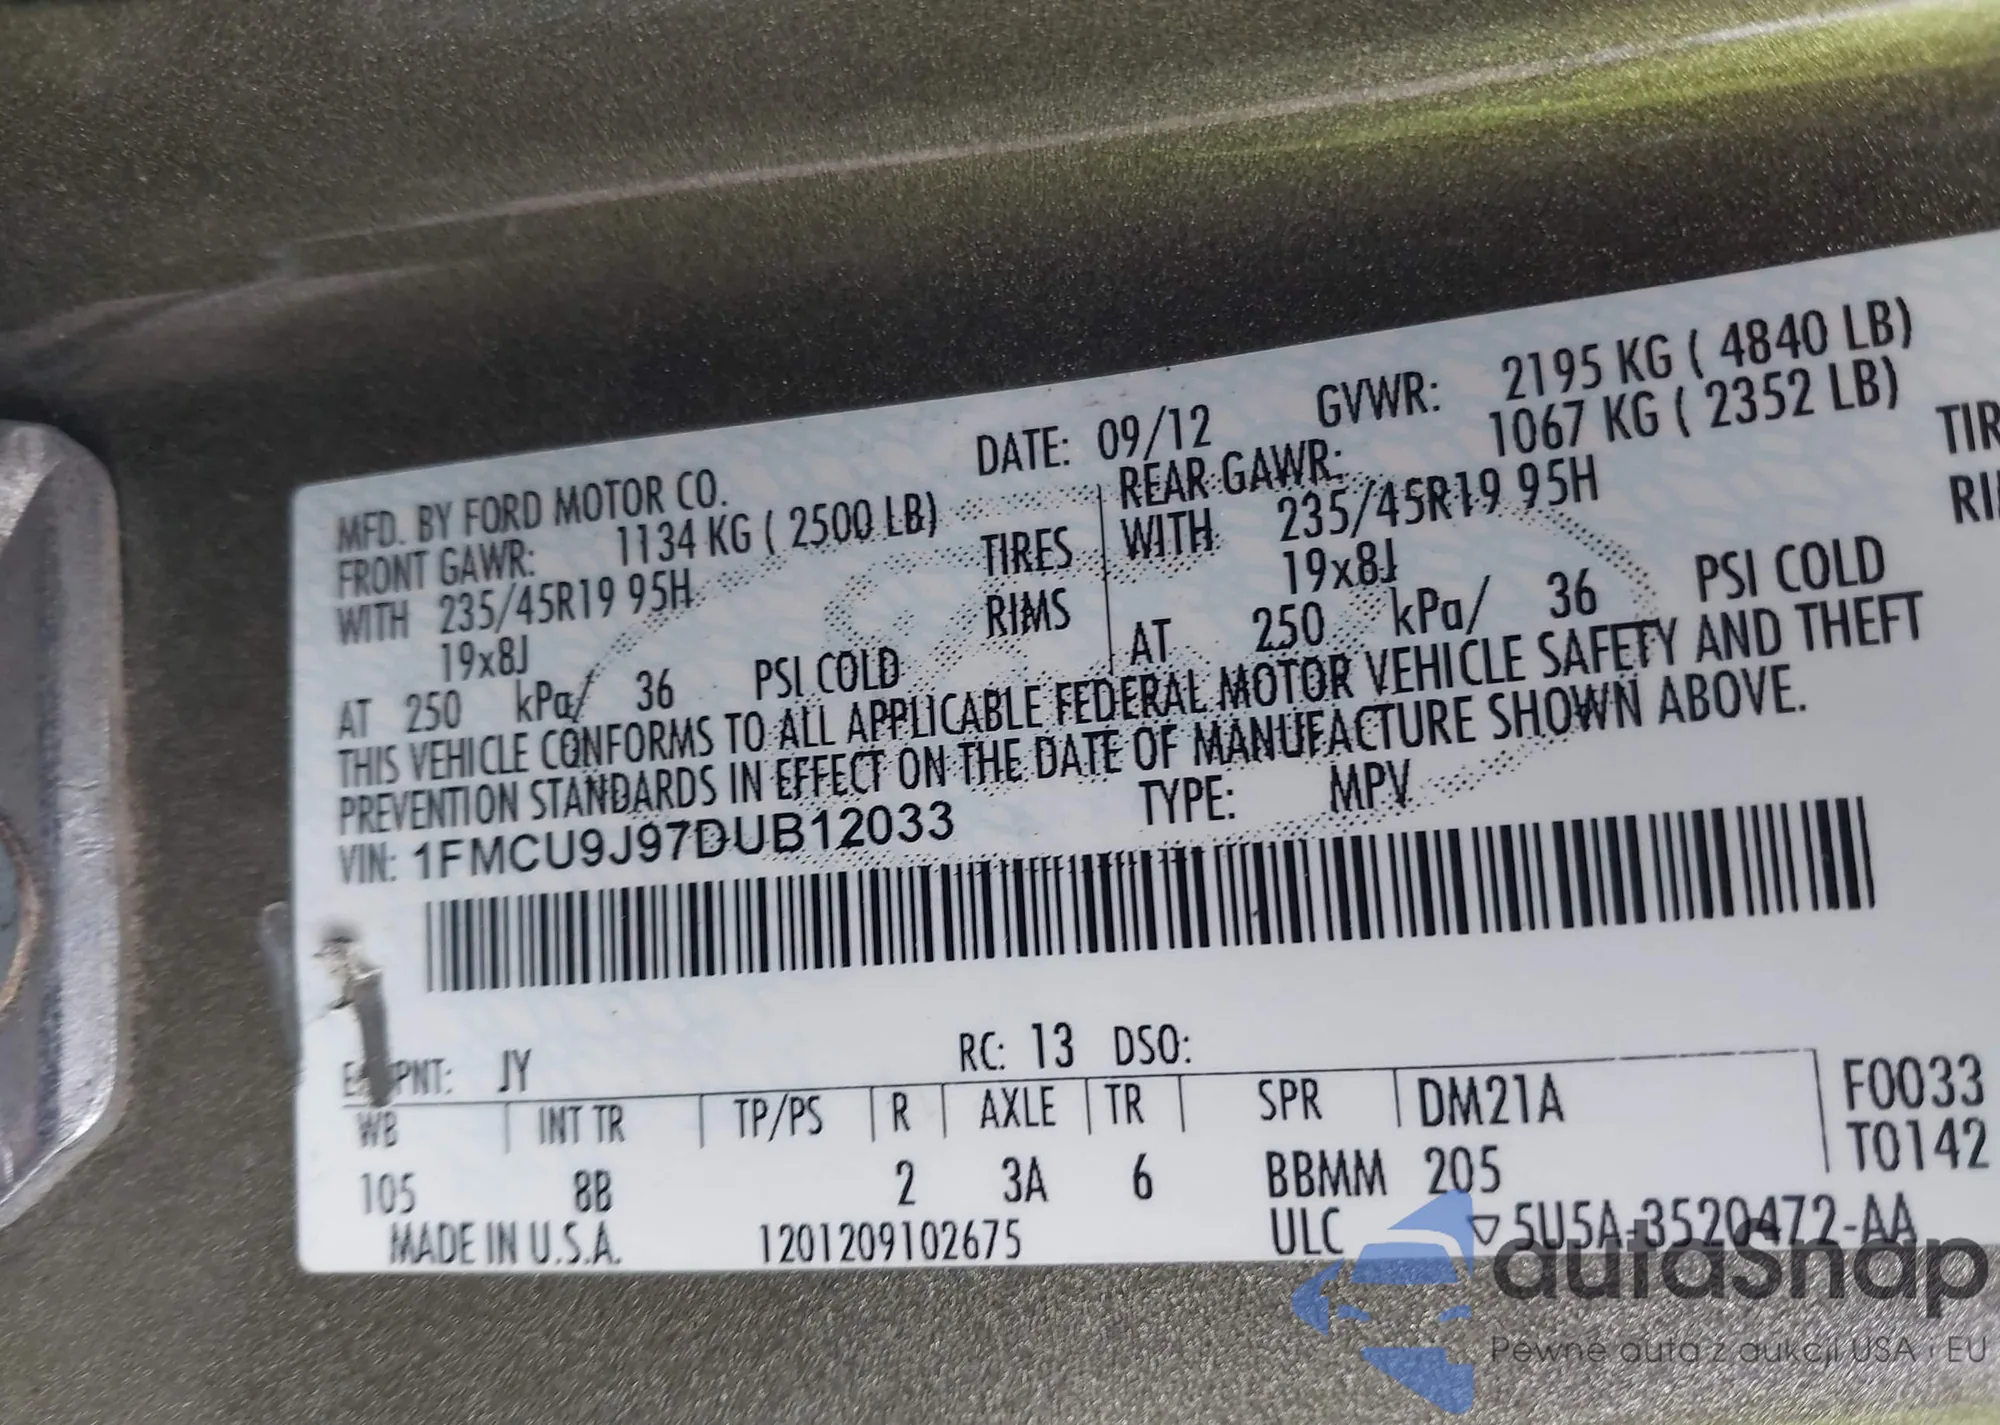 MFD. BY FORD MOTOR CO. DATE: 09/12 GVWR: 2195 KG ( 4840 LB)
FRONT GAWR: 1134 KG ( 2500 LB) REAR GAWR: 1067 KG ( 2352 LB)
WITH 235/45R19 95H TIRES WITH 235/45R19 95H TIR
19x8J RIMS 19x8J
AT 250 kPa/ 36 PSI COLD AT 250 kPa/ 36 PSI COLD
THIS VEHICLE CONFORMS TO ALL APPLICABLE FEDERAL MOTOR VEHICLE SAFETY AND THEFT
PREVENTION STANDARDS IN EFFECT ON THE DATE OF MANUFACTURE SHOWN ABOVE.
VIN: 1FMCU9J97DUB12033 TYPE: MPV
PNT: JY RC: 13 DSO:
WB INT TR TP/PS R AXLE TR SPR DM21A F0033
105 8B 2 3A 6 BBMM 205 T0142
MADE IN U.S.A. 1201209102675 ULC 5U5A-3520472-AA
autasnap
Pewne auta z aukcji USA i EU